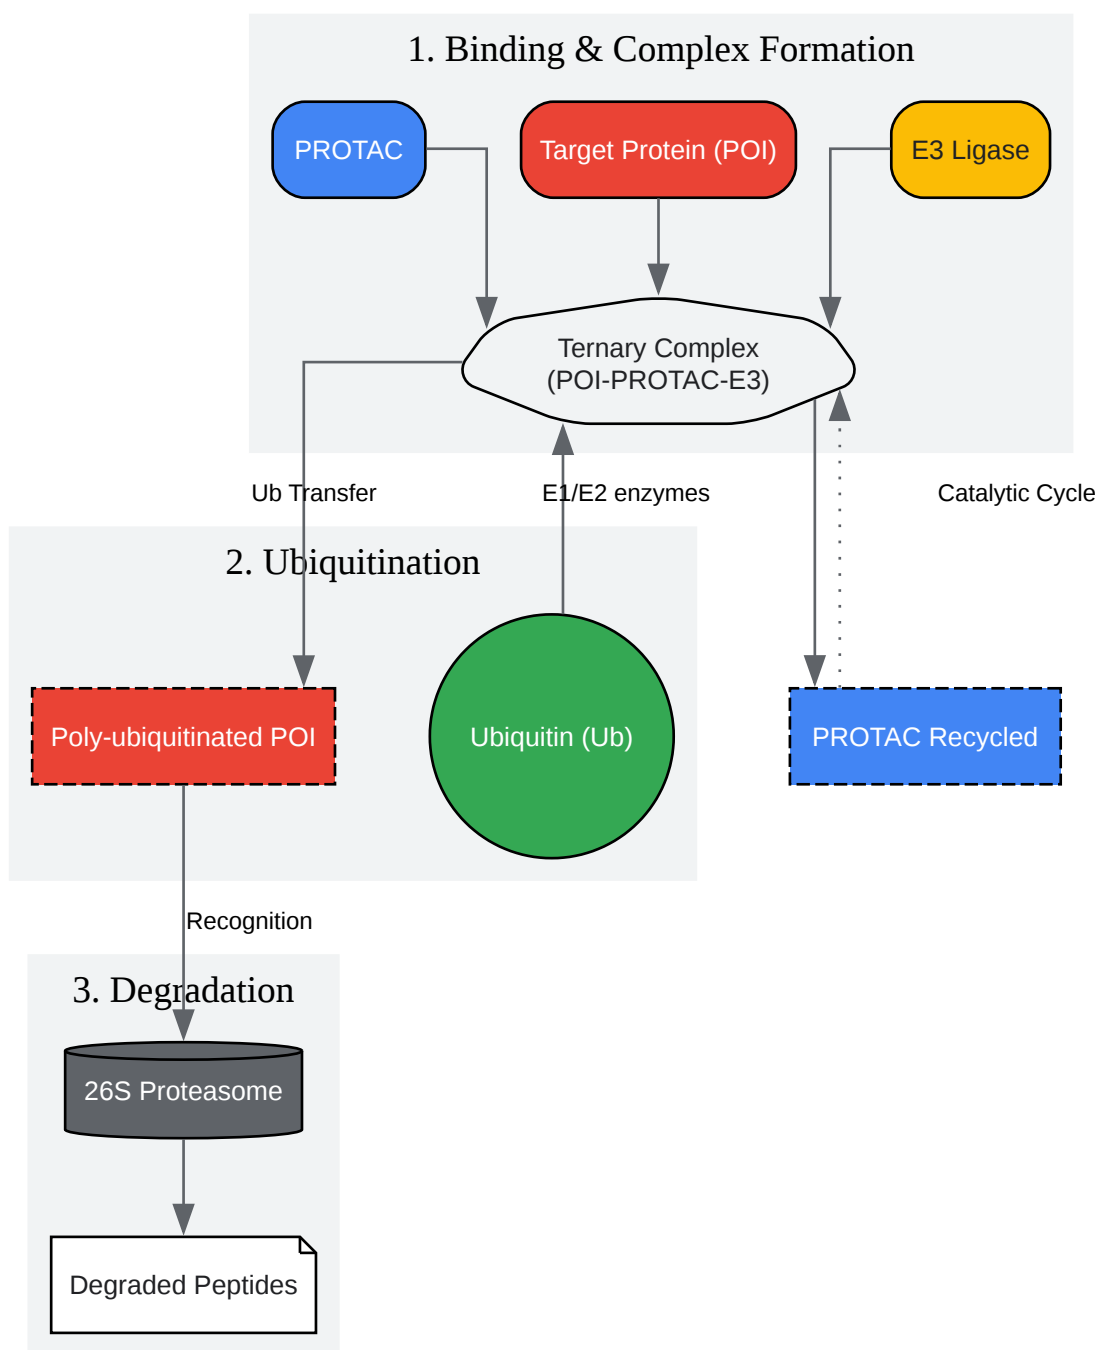 1. Binding & Complex Formation
PROTAC
Target Protein (POI)
E3 Ligase
Ternary Complex
(POI-PROTAC-E3)
Ub Transfer
E1/E2 enzymes
Catalytic Cycle
2. Ubiquitination
Poly-ubiquitinated POI
Ubiquitin (Ub)
PROTAC Recycled
Recognition
3. Degradation
26S Proteasome
Degraded Peptides